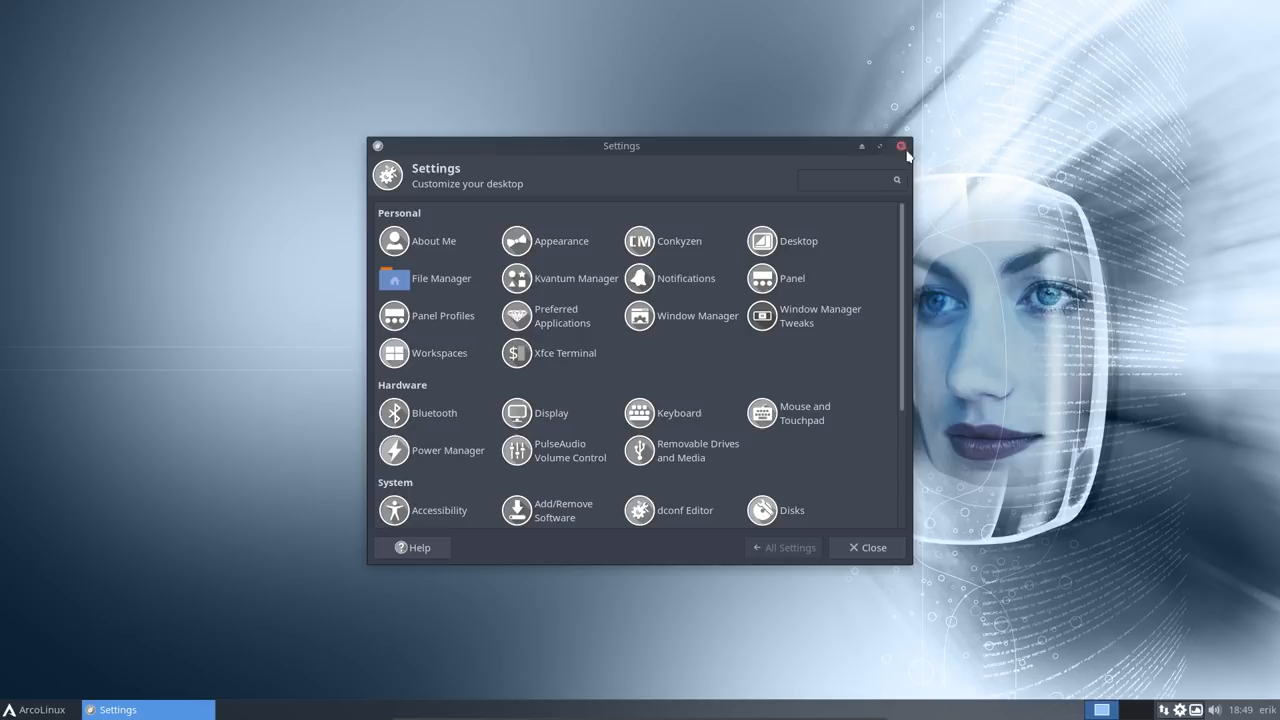 Settings
Settings
Customize your desktop
Personal
About Me
Appearance
Conkyzen
Desktop
File Manager
Kvantum Manager
Notifications
Panel
Panel Profiles
Preferred
Applications
Window Manager
Window Manager
Tweaks
Workspaces
Xfce Terminal
Hardware
Bluetooth
Display
Keyboard
Mouse and
Touchpad
Power Manager
PulseAudio
Volume Control
Removable Drives
and Media
System
Accessibility
Add/Remove
Software
dconf Editor
Disks
Help
All Settings
Close
ArcoLinux
Settings
18:49
erik